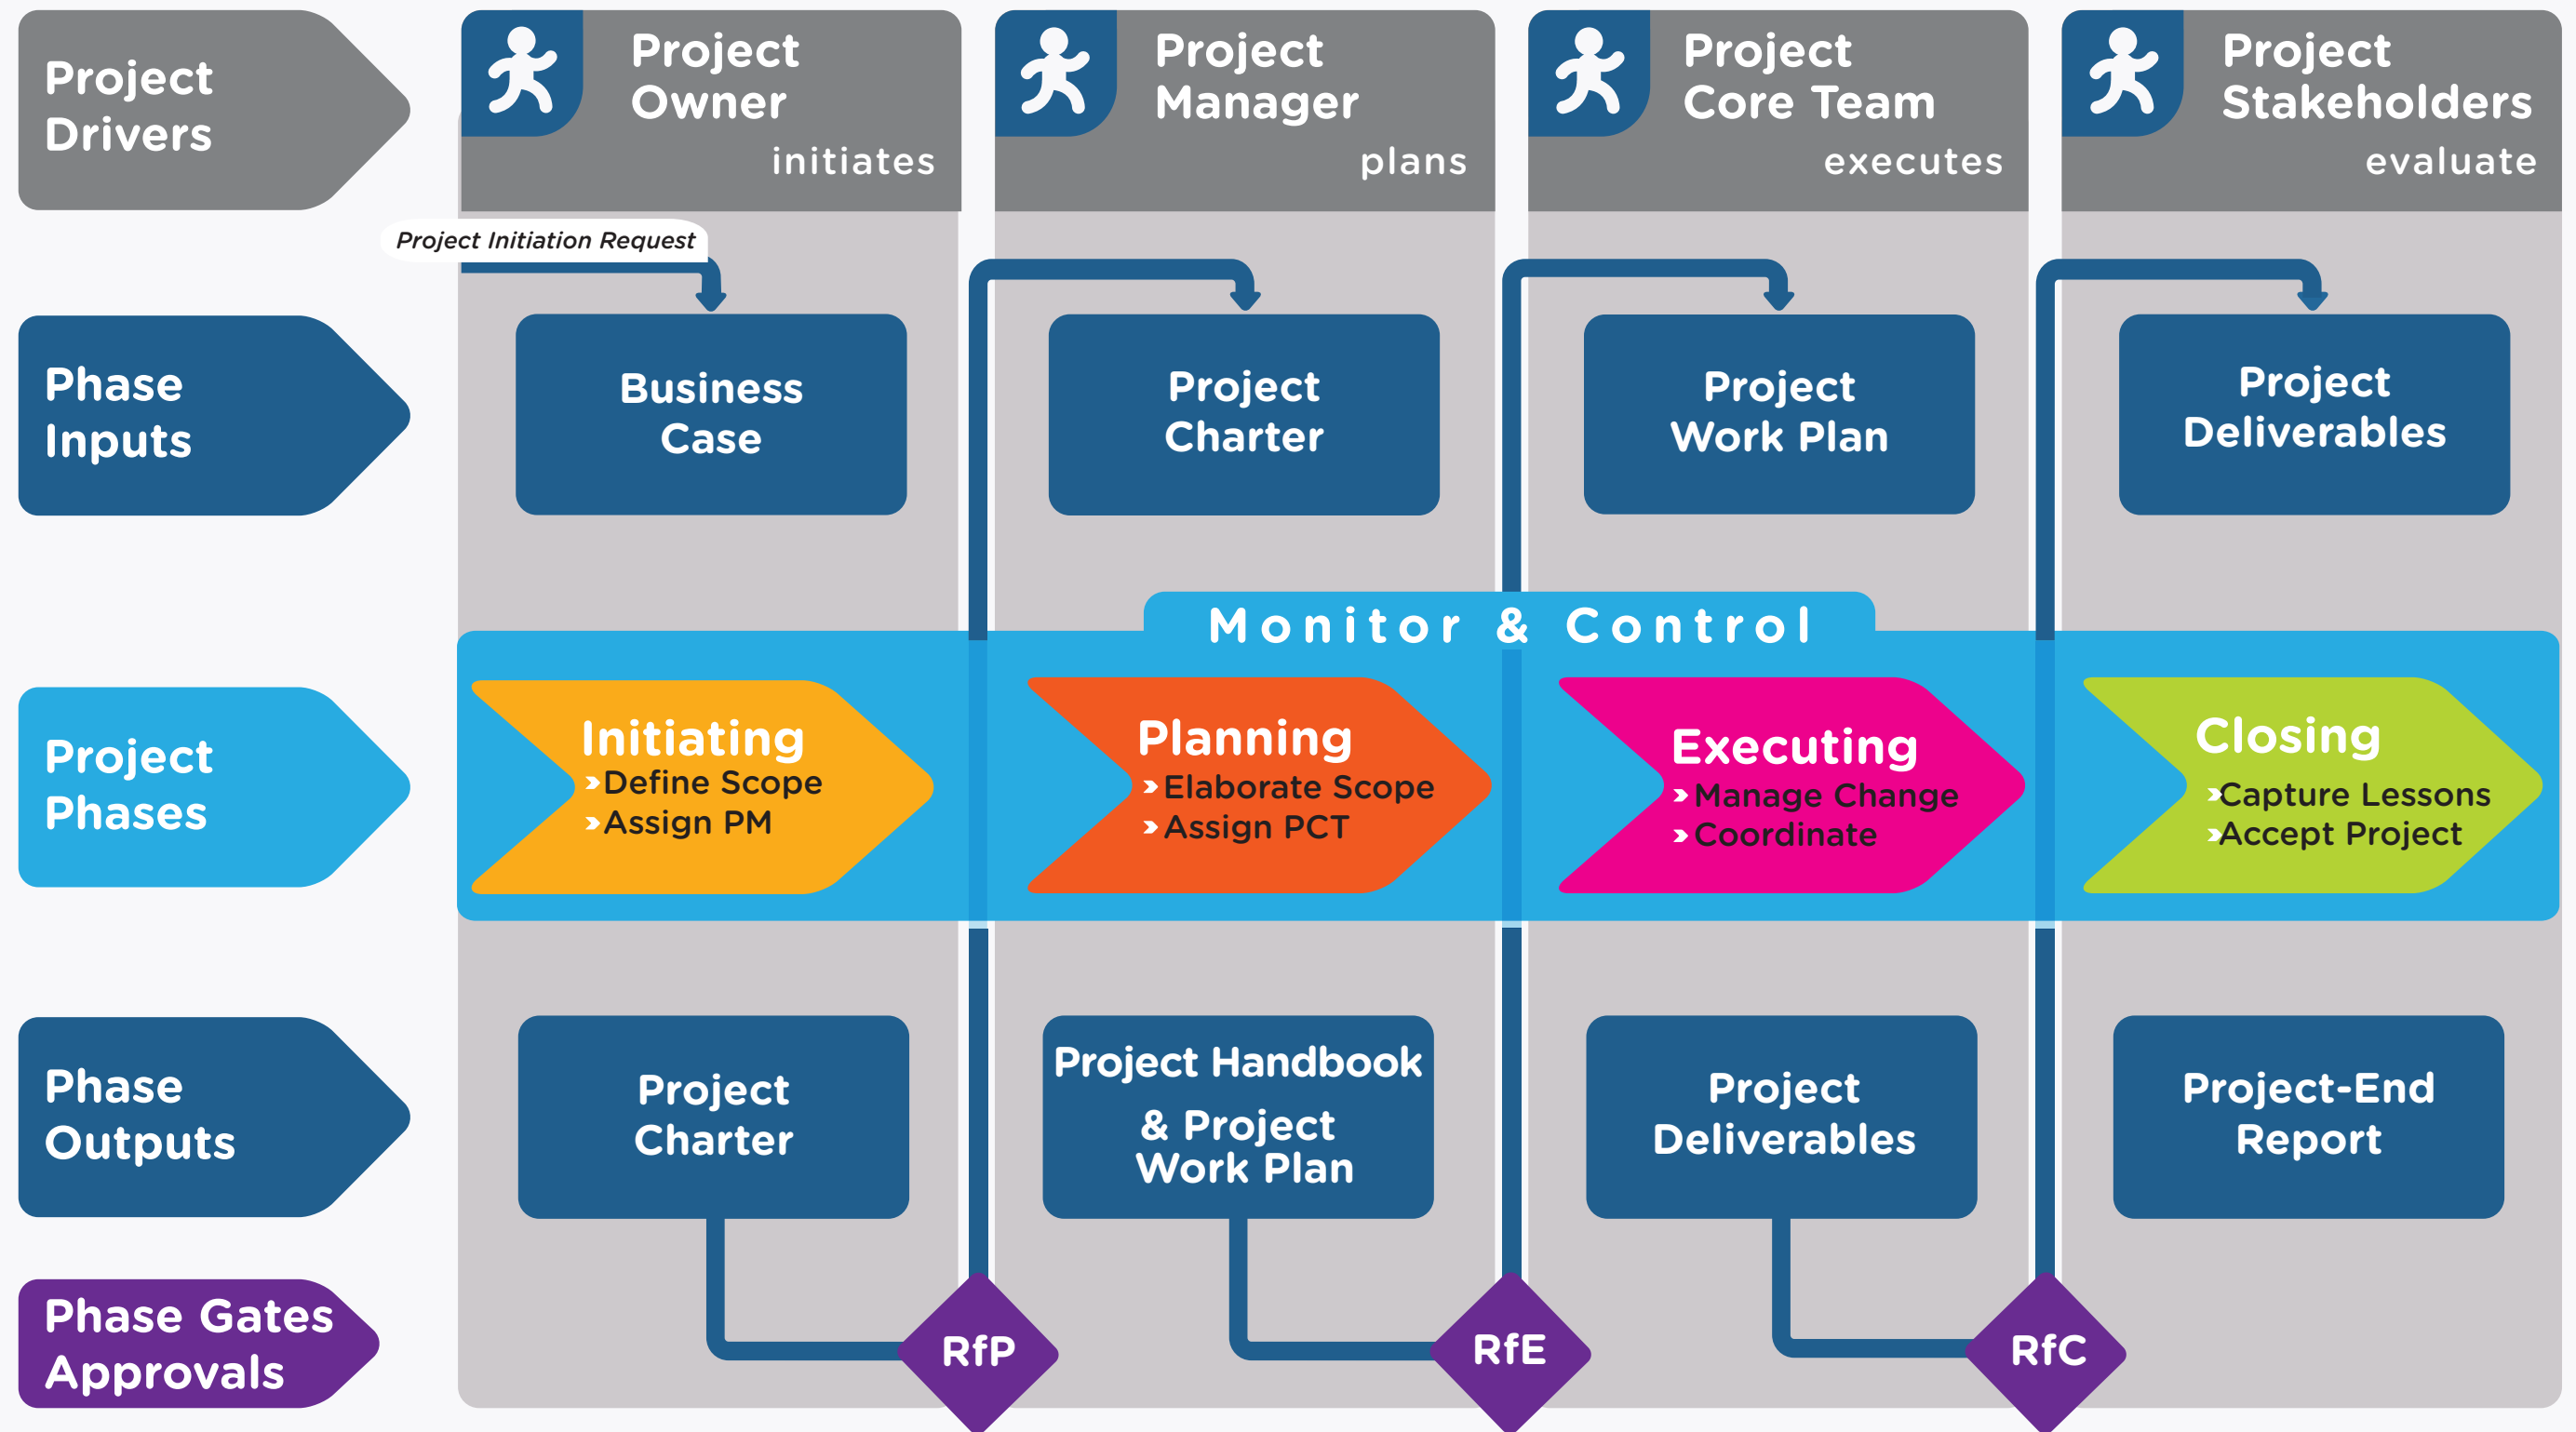 Project
Drivers
Project
Owner
initiates
Project
Manager
plans
Project
Core Team
executes
Project
Stakeholders
evaluate
Project Initiation Request
Phase
Inputs
Business
Case
Project
Charter
Project
Work Plan
Project
Deliverables
Monitor & Control
Project
Phases
Initiating
Define Scope
Assign PM
Planning
Elaborate Scope
Assign PCT
Executing
Manage Change
Coordinate
Closing
Capture Lessons
Accept Project
Phase
Outputs
Project
Charter
Project Handbook
& Project
Work Plan
Project
Deliverables
Project-End
Report
Phase Gates
Approvals
RfP
RfE
RfC